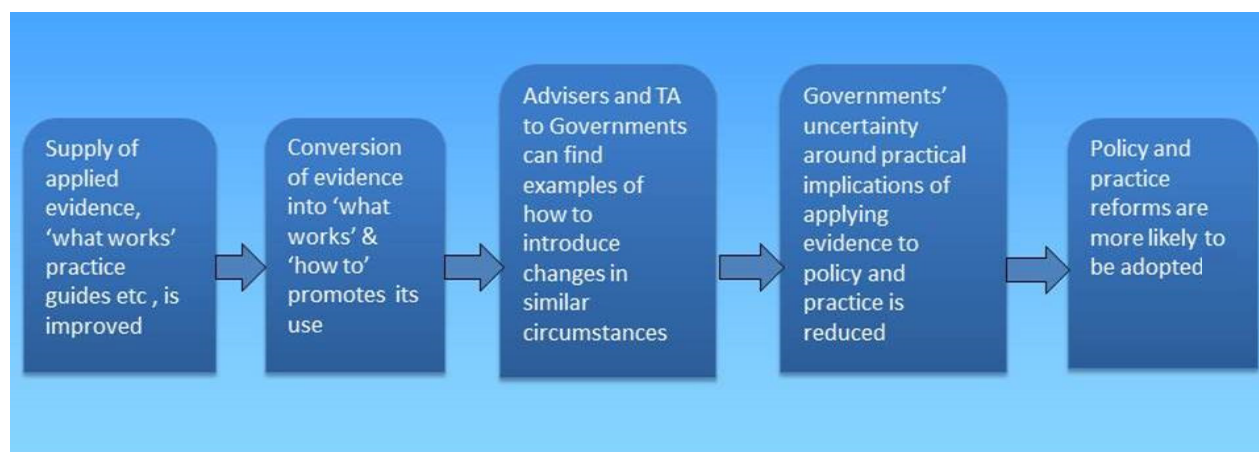 Supply of
applied
evidence,
‘what works’
practice
guides etc , is
improved
Conversion
of evidence
into ‘what
works’ &
‘how to’
promotes its
use
Advisers and TA
to Governments
can find
examples of
how to
introduce
changes in
similar
circumstances
Governments’
uncertainty
around practical
implications of
applying
evidence to
policy and
practice is
reduced
Policy and
practice
reforms are
more likely to
be adopted